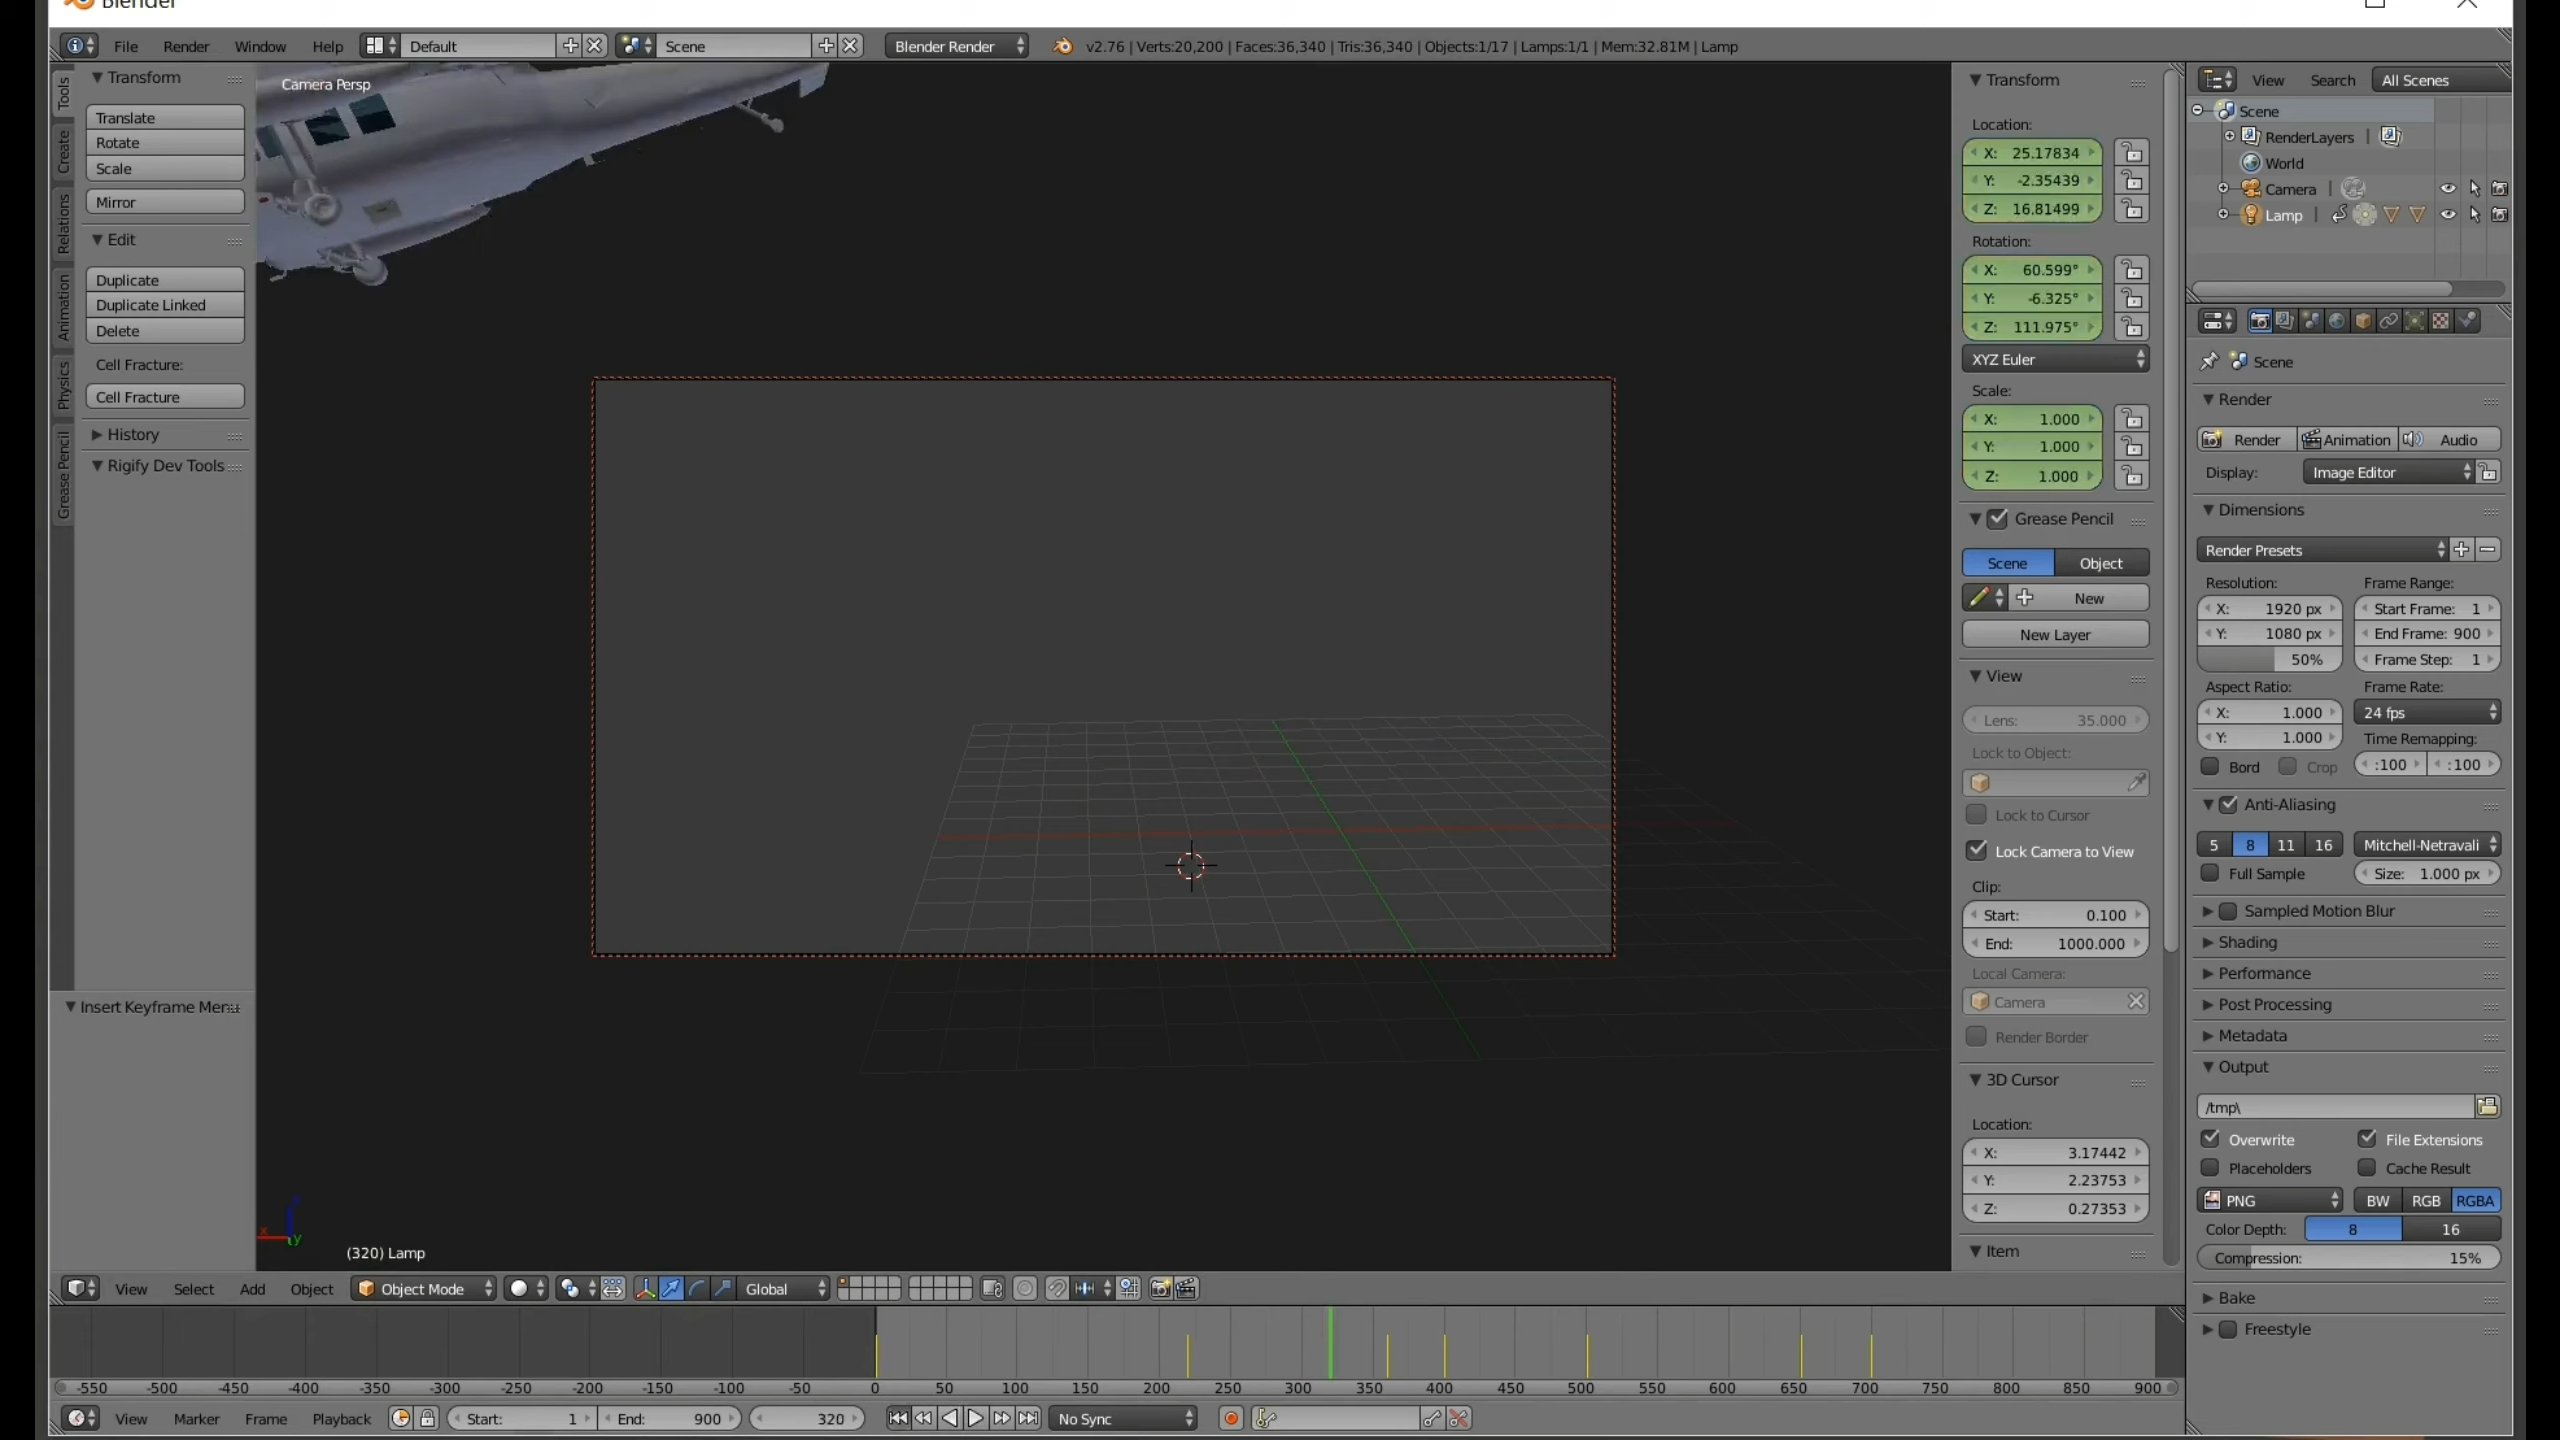 Blender
File Render Window Help Default Scene Blender Render v2.76 | Verts:20,200 | Faces:36,340 | Tris:36,340 | Objects:1/17 | Lamps:1/1 | Mem:32.81M | Lamp
Tools
Create
Relations
Animation
Physics
Grease Pencil
Transform
Translate
Rotate
Scale
Mirror
Edit
Duplicate
Duplicate Linked
Delete
Cell Fracture:
Cell Fracture
History
Rigify Dev Tools
Insert Keyframe Menu
Camera Persp
(320) Lamp
Transform
Location:
X: 25.17834
Y: -2.35439
Z: 16.81499
Rotation:
X: 60.599°
Y: -6.325°
Z: 111.975°
XYZ Euler
Scale:
X: 1.000
Y: 1.000
Z: 1.000
Grease Pencil
Scene Object
New
New Layer
View
Lens: 35.000
Lock to Object:
Lock to Cursor
Lock Camera to View
Clip:
Start: 0.100
End: 1000.000
Local Camera:
Camera
Render Border
3D Cursor
Location:
X: 3.17442
Y: 2.23753
Z: 0.27353
Item
View Search All Scenes
Scene
RenderLayers
World
Camera
Lamp
Scene
Render
Render Animation Audio
Display: Image Editor
Dimensions
Render Presets
Resolution: Frame Range:
X: 1920 px Start Frame: 1
Y: 1080 px End Frame: 900
50% Frame Step: 1
Aspect Ratio: Frame Rate:
X: 1.000 24 fps
Y: 1.000 Time Remapping:
Bord Crop :100 :100
Anti-Aliasing
5 8 11 16 Mitchell-Netravali
Full Sample Size: 1.000 px
Sampled Motion Blur
Shading
Performance
Post Processing
Metadata
Output
/tmp\
Overwrite File Extensions
Placeholders Cache Result
PNG BW RGB RGBA
Color Depth: 8 16
Compression: 15%
Bake
Freestyle
View Select Add Object Object Mode Global
-550 -500 -450 -400 -350 -300 -250 -200 -150 -100 -50 0 50 100 150 200 250 300 350 400 450 500 550 600 650 700 750 800 850 900
View Marker Frame Playback Start: 1 End: 900 320 No Sync